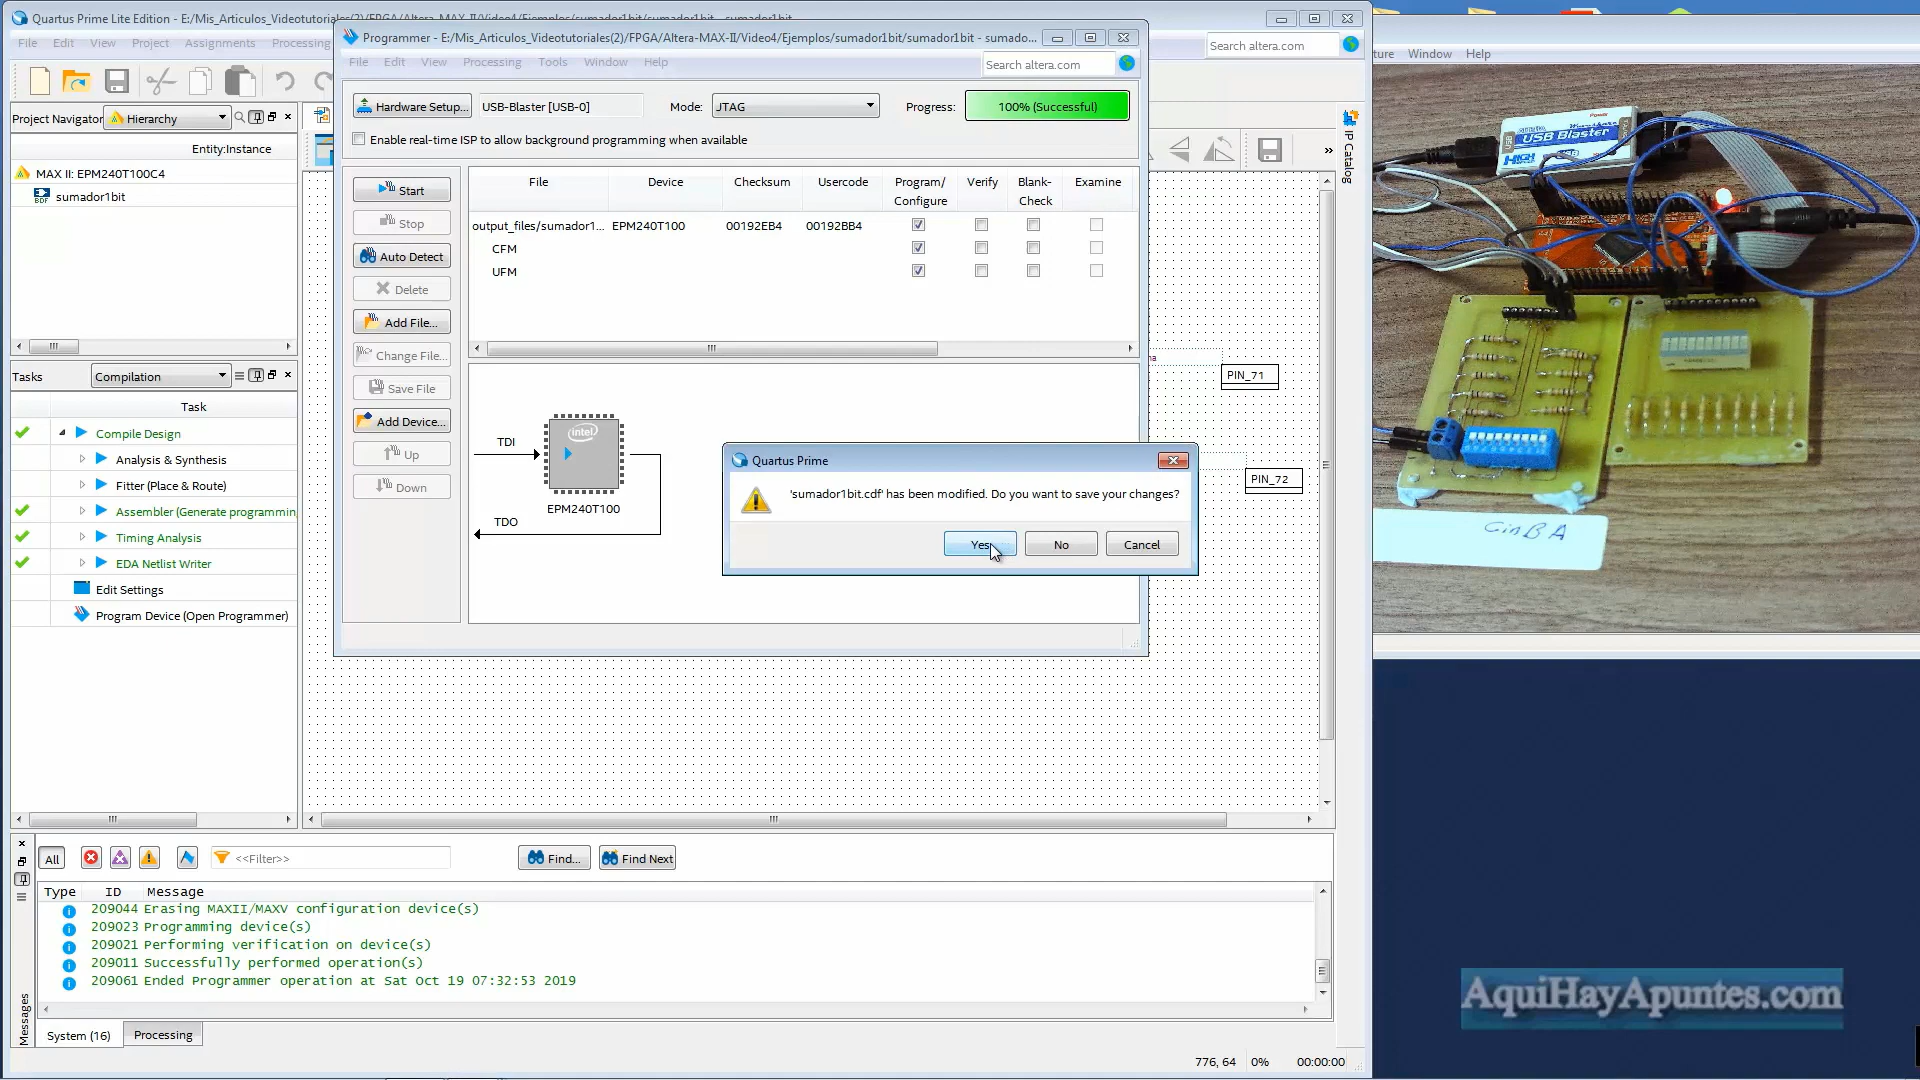 Quartus Prime Lite Edition - E:/Mis_Articulos_Videotutoriales(2)/FPGA/Altera-MAX-II/Video4/Ejemplos/sumador1bit/sumador1bit - sumador1bit
File Edit View Project Assignments Processing
Search altera.com
Window Help
Programmer - E:/Mis_Articulos_Videotutoriales(2)/FPGA/Altera-MAX-II/Video4/Ejemplos/sumador1bit/sumador1bit - sumado...
File Edit View Processing Tools Window Help
Search altera.com
Hardware Setup... USB-Blaster [USB-0] Mode: JTAG Progress: 100% (Successful)
Enable real-time ISP to allow background programming when available
Project Navigator Hierarchy
Entity:Instance
MAX II: EPM240T100C4
sumador1bit
Start
Stop
Auto Detect
Delete
Add File...
Change File...
Save File
Add Device...
Up
Down
File Device Checksum Usercode Program/ Configure Verify Blank- Check Examine
output_files/sumador1... EPM240T100 00192EB4 00192BB4
CFM
UFM
TDI
intel
EPM240T100
TDO
PIN_71
PIN_72
IP Catalog
Quartus Prime
'sumador1bit.cdf' has been modified. Do you want to save your changes?
Yes No Cancel
Tasks Compilation
Task
Compile Design
Analysis & Synthesis
Fitter (Place & Route)
Assembler (Generate programmin
Timing Analysis
EDA Netlist Writer
Edit Settings
Program Device (Open Programmer)
All <<Filter>> Find... Find Next
Type ID Message
209044 Erasing MAXII/MAXV configuration device(s)
209023 Programming device(s)
209021 Performing verification on device(s)
209011 Successfully performed operation(s)
209061 Ended Programmer operation at Sat Oct 19 07:32:53 2019
Messages
System (16) Processing
776, 64 0% 00:00:00
USB Blaster
Power
Cin B A
AquiHayApuntes.com